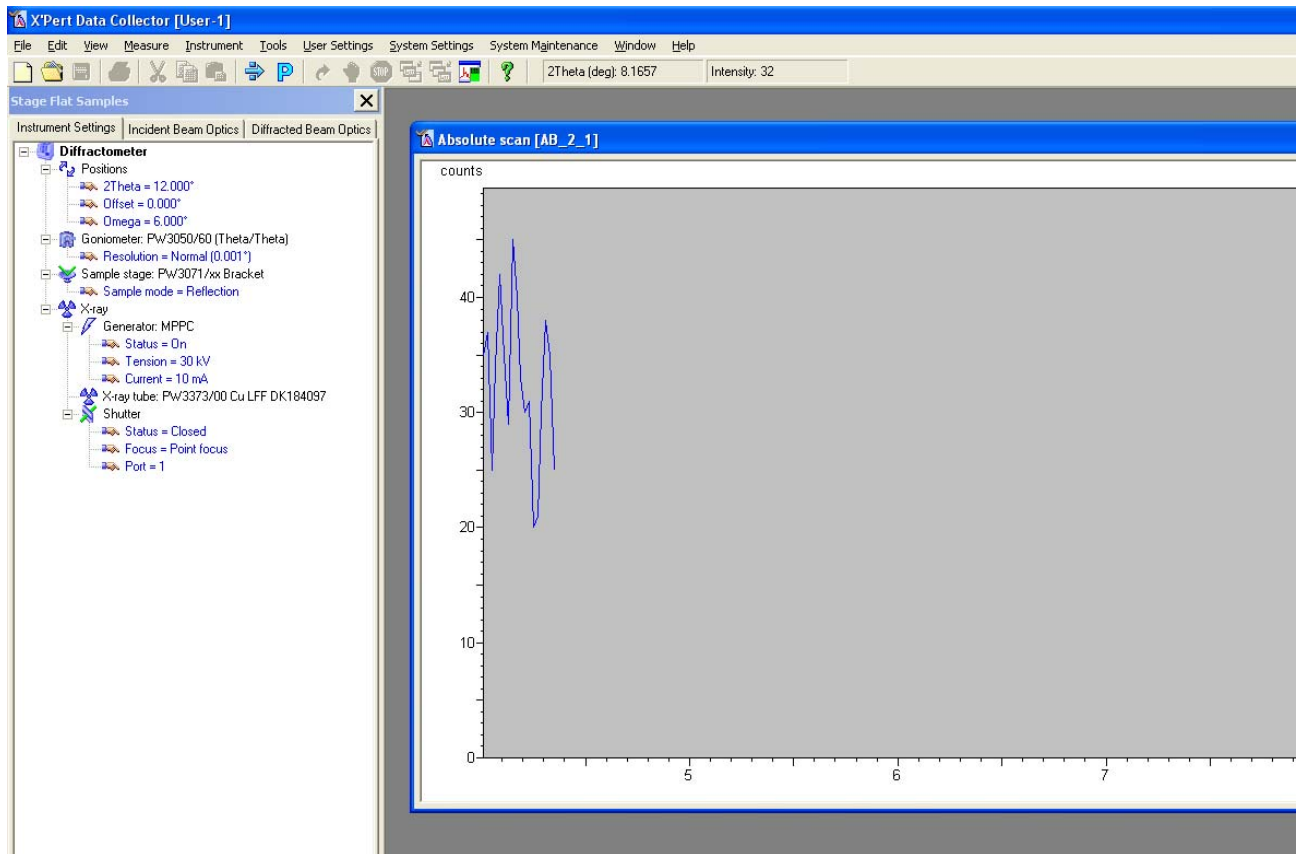 X'Pert Data Collector [User-1]
File Edit View Measure Instrument Tools User Settings System Settings System Maintenance Window Help
P STOP ? 2Theta (deg): 8.1657 Intensity: 32
Stage Flat Samples
Instrument Settings Incident Beam Optics Diffracted Beam Optics
Diffractometer
Positions
2Theta = 12.000°
Offset = 0.000°
Omega = 6.000°
Goniometer: PW3050/60 (Theta/Theta)
Resolution = Normal (0.001°)
Sample stage: PW3071/xx Bracket
Sample mode = Reflection
X-ray
Generator: MPPC
Status = On
Tension = 30 kV
Current = 10 mA
X-ray tube: PW3373/00 Cu LFF DK184097
Shutter
Status = Closed
Focus = Point focus
Port = 1
Absolute scan [AB_2_1]
counts
40
30
20
10
0
5 6 7